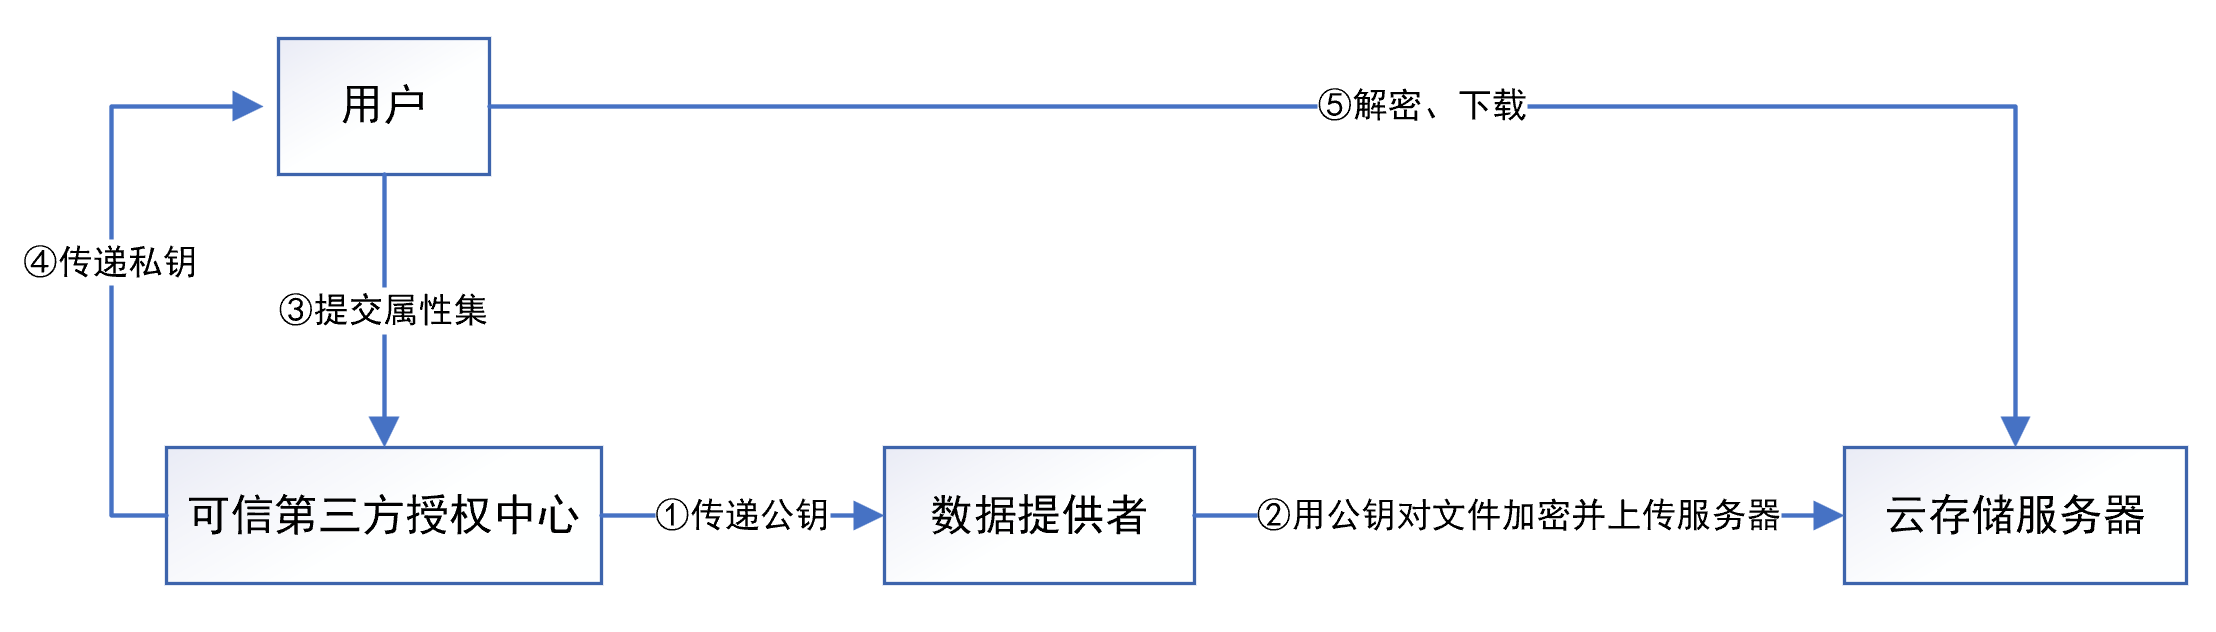 用户
⑤解密、下载
④传递私钥
③提交属性集
可信第三方授权中心
①传递公钥
数据提供者
②用公钥对文件加密并上传服务器
云存储服务器